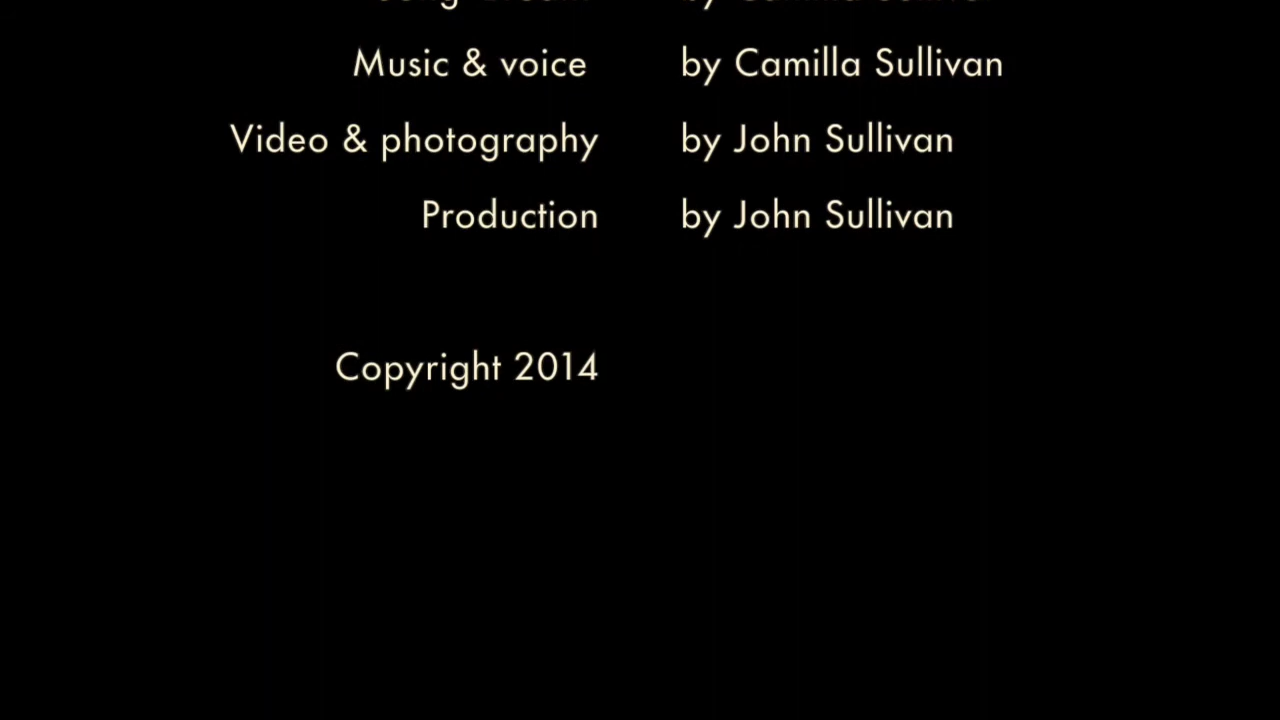 Music & voice by Camilla Sullivan
Video & photography by John Sullivan
Production by John Sullivan
Copyright 2014